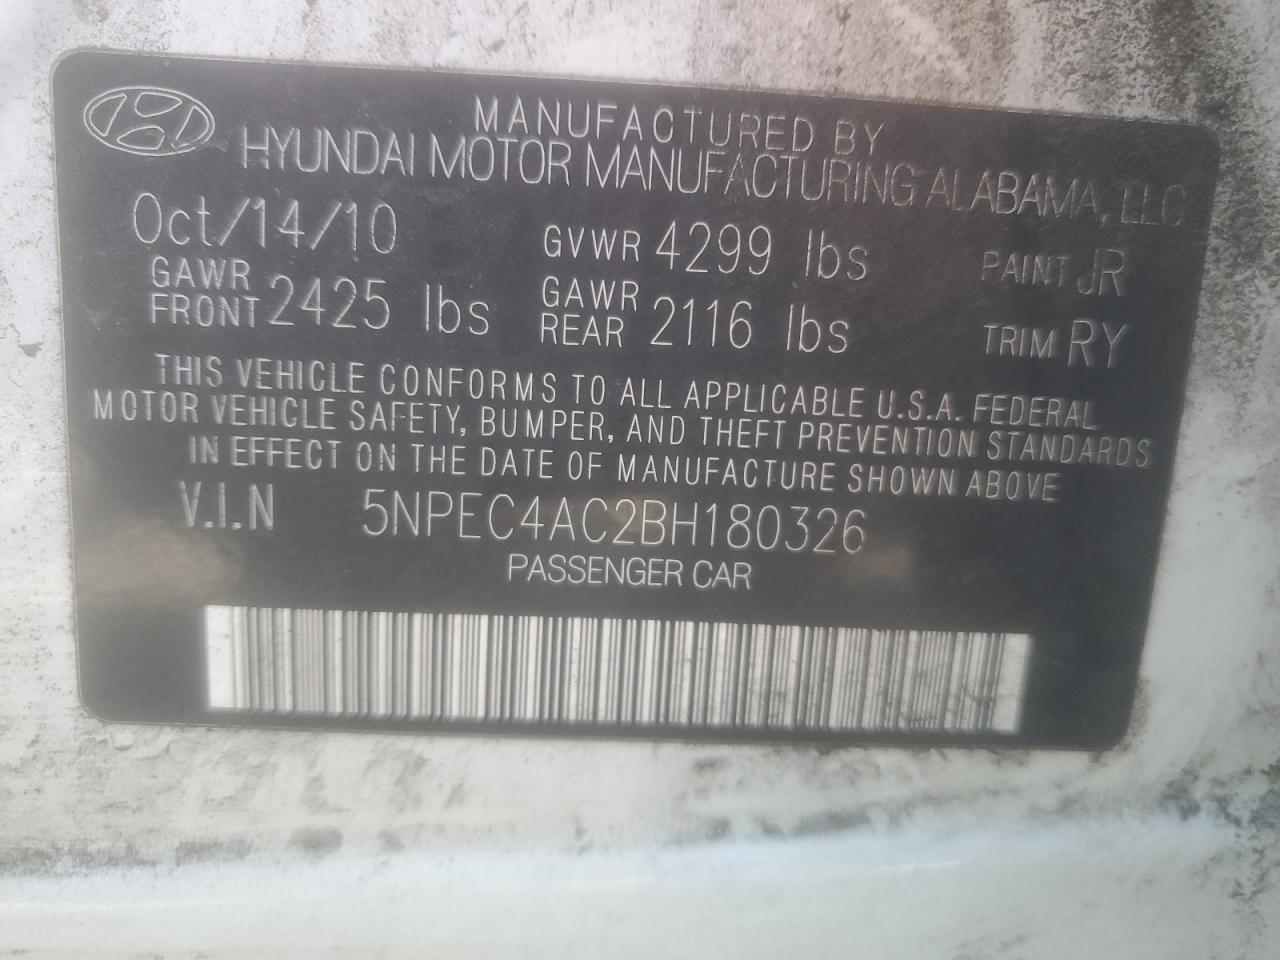 MANUFACTURED BY
HYUNDAI MOTOR MANUFACTURING ALABAMA, LLC
Oct/14/10 GVWR 4299 lbs PAINT JR
GAWR FRONT 2425 lbs GAWR REAR 2116 lbs TRIM RY
THIS VEHICLE CONFORMS TO ALL APPLICABLE U.S.A. FEDERAL
MOTOR VEHICLE SAFETY, BUMPER, AND THEFT PREVENTION STANDARDS
IN EFFECT ON THE DATE OF MANUFACTURE SHOWN ABOVE
V.I.N 5NPEC4AC2BH180326
PASSENGER CAR